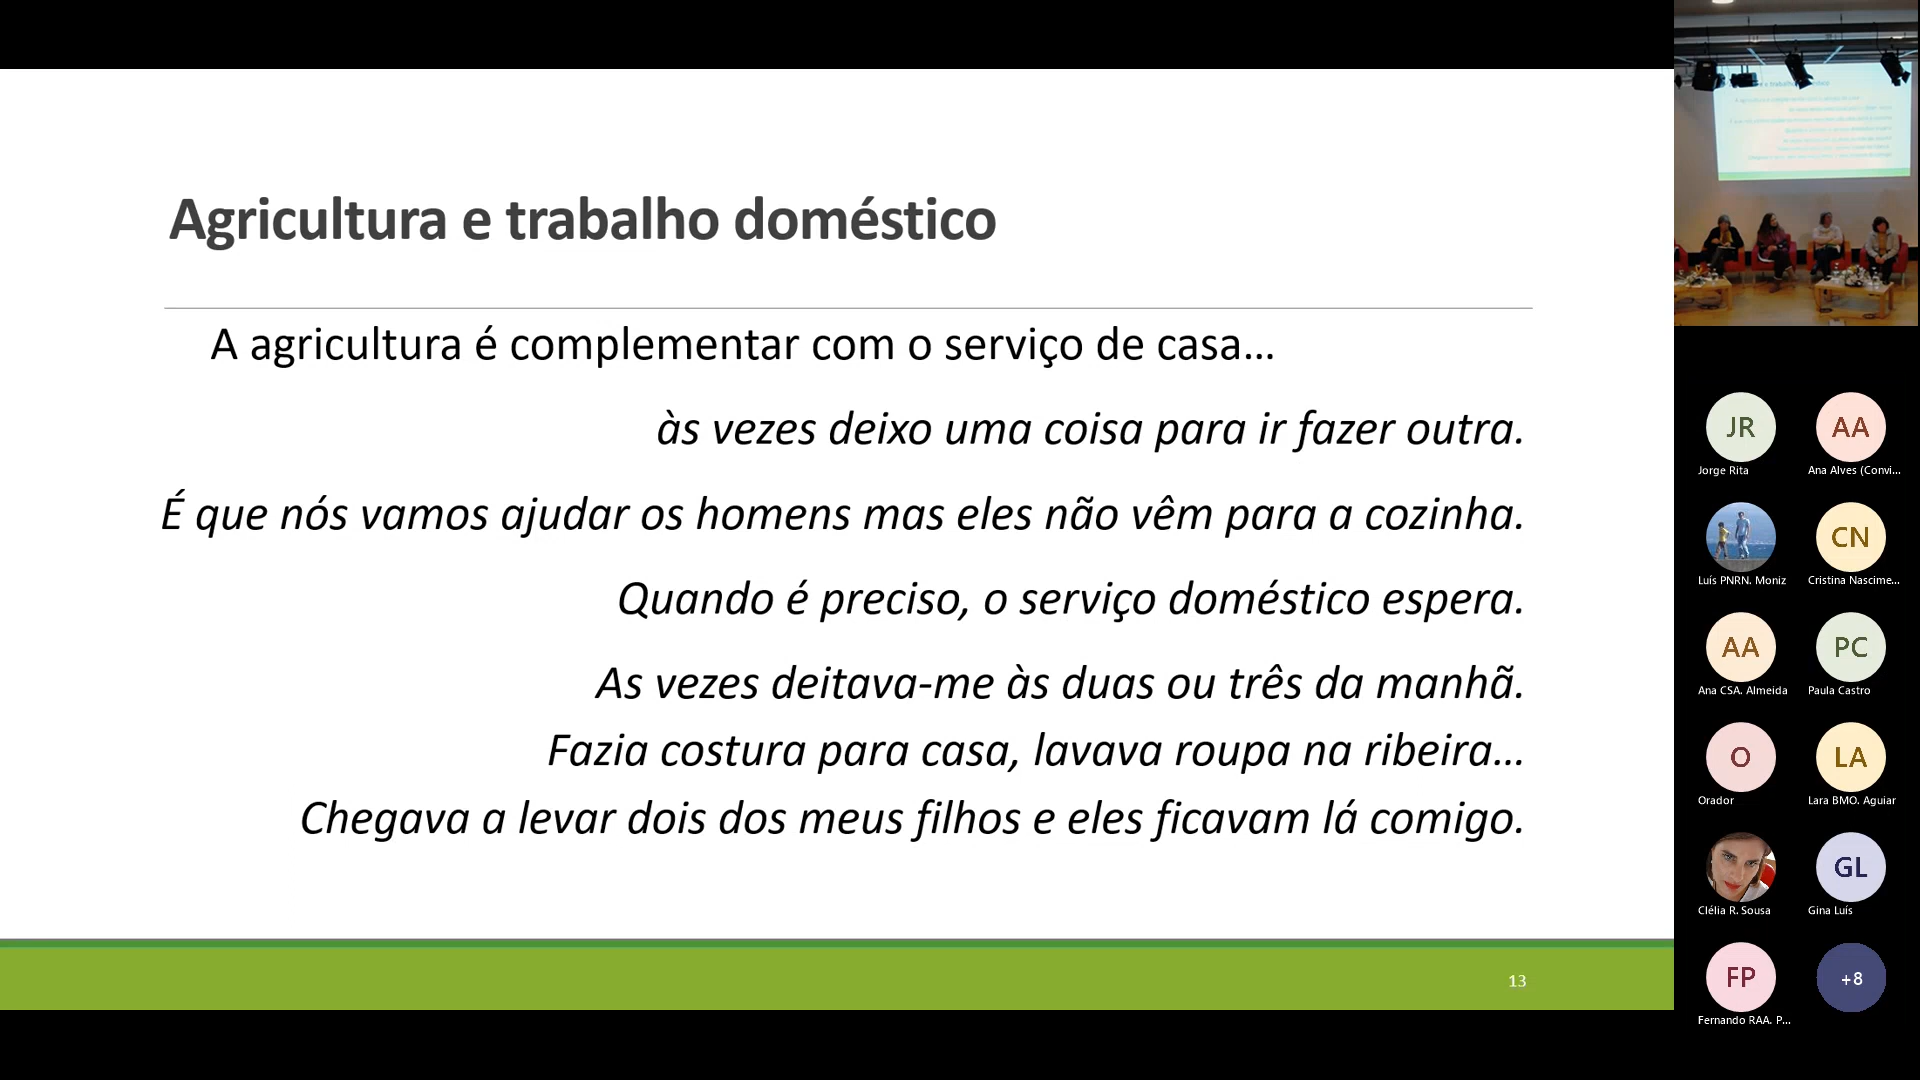 Agricultura e trabalho doméstico
A agricultura é complementar com o serviço de casa…
às vezes deixo uma coisa para ir fazer outra.
É que nós vamos ajudar os homens mas eles não vêm para a cozinha.
Quando é preciso, o serviço doméstico espera.
As vezes deitava-me às duas ou três da manhã.
Fazia costura para casa, lavava roupa na ribeira…
Chegava a levar dois dos meus filhos e eles ficavam lá comigo.
13
JR
AA
Jorge Rita
Ana Alves (Convi...
CN
Luís PNRN. Moniz
Cristina Nascime...
AA
PC
Ana CSA. Almeida
Paula Castro
O
LA
Orador
Lara BMO. Aguiar
GL
Clélia R. Sousa
Gina Luís
FP
+8
Fernando RAA. P...